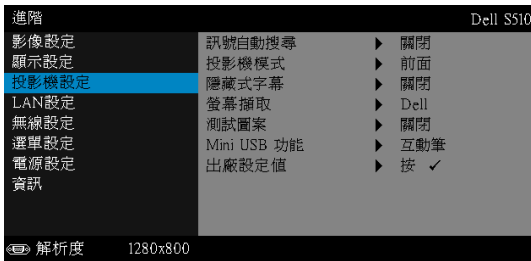 進階 Dell S510
影像設定
顯示設定
投影機設定
LAN設定
無線設定
選單設定
電源設定
資訊
訊號自動搜尋 ▶ 關閉
投影機模式 ▶ 前面
隱藏式字幕 ▶ 關閉
螢幕擷取 ▶ Dell
測試圖案 ▶ 關閉
Mini USB 功能 ▶ 互動筆
出廠設定值 ▶ 按 ✓
解析度 1280x800